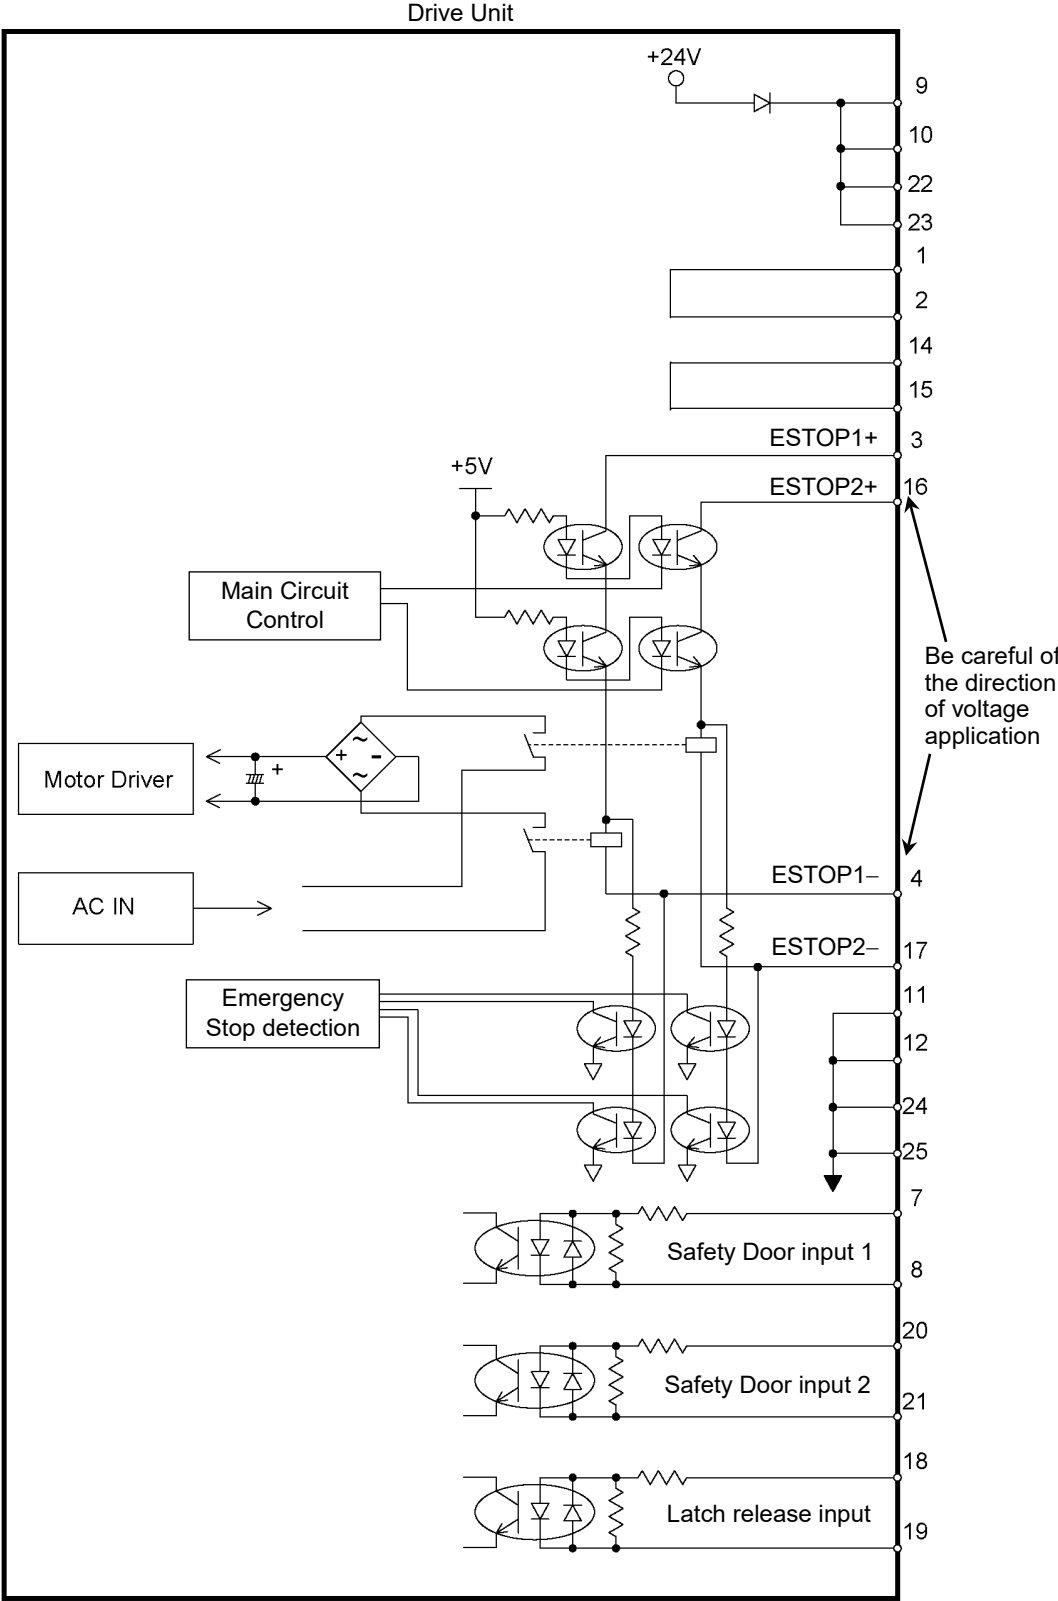 Drive Unit
+24V
9
10
22
23
1
2
14
15
ESTOP1+
3
+5V
ESTOP2+
16
Main Circuit
Control
Be careful of
the direction
of voltage
application
~
+
-
~
+
Motor Driver
ESTOP1−
4
AC IN
ESTOP2−
17
Emergency
Stop detection
11
12
24
25
7
Safety Door input 1
8
20
Safety Door input 2
21
18
Latch release input
19